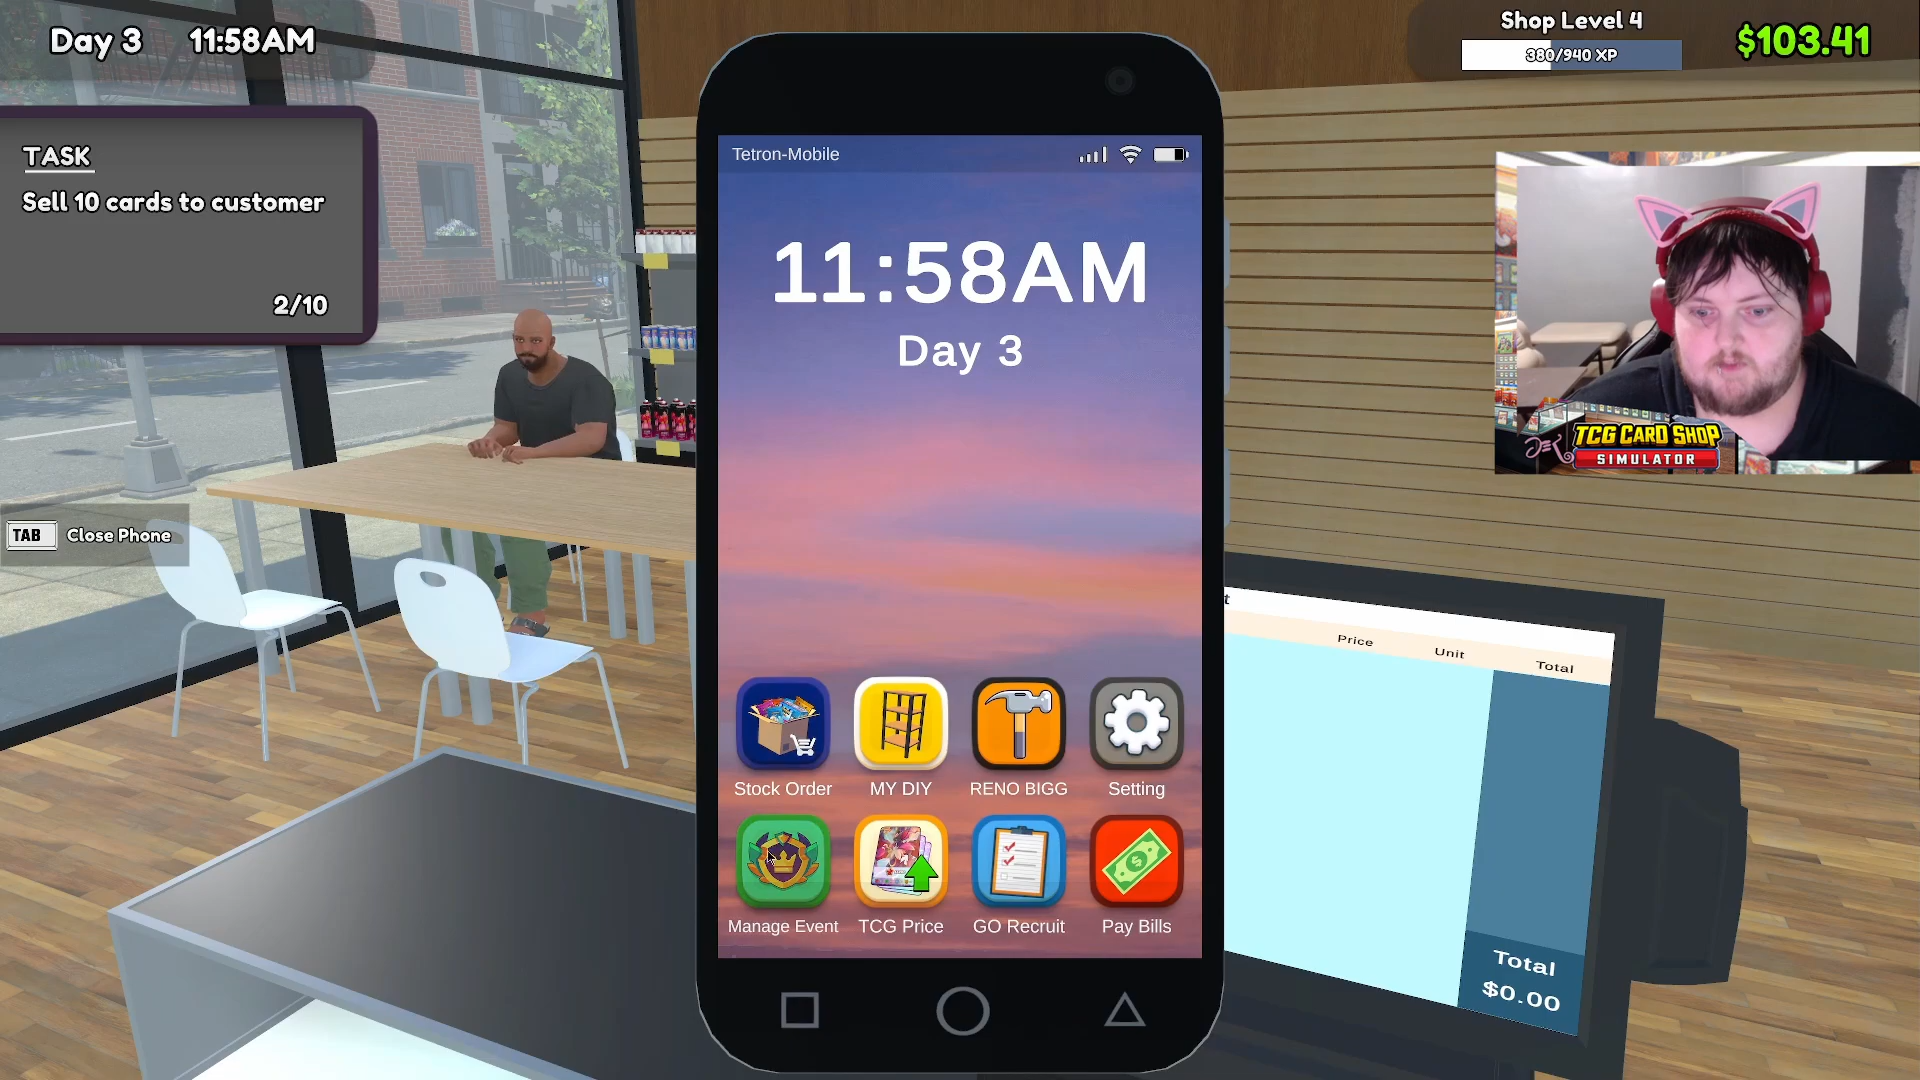 Day 3 11:58AM
Shop Level 4
380/940 XP
$103.41
TASK
Sell 10 cards to customer
2/10
TAB Close Phone
Tetron-Mobile
11:58AM
Day 3
Stock Order MY DIY RENO BIGG Setting
Manage Event TCG Price GO Recruit Pay Bills
Price Unit Total
Total
$0.00
TCG CARD SHOP
SIMULATOR